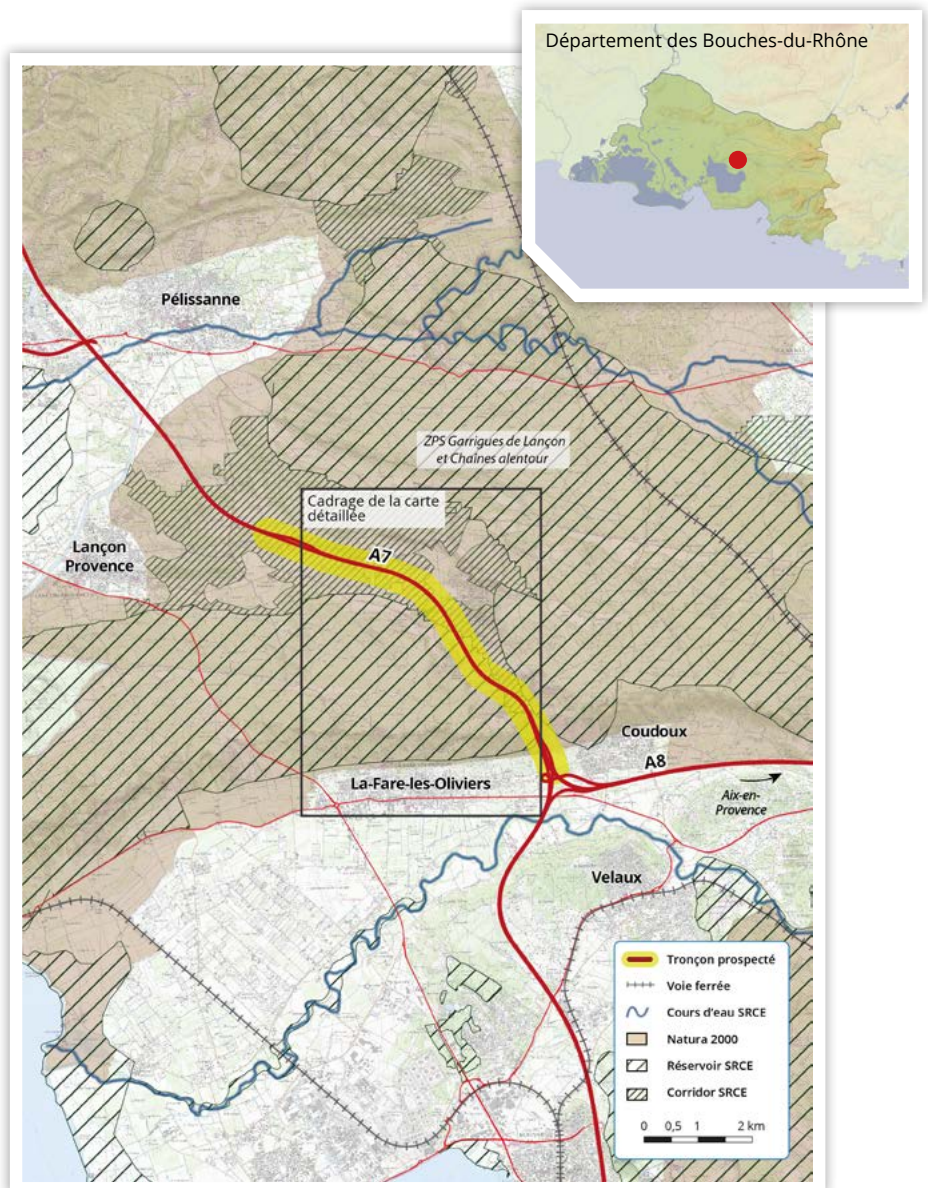 Département des Bouches-du-Rhône
Pélissanne
ZPS Garrigues de Lançon
et Chaînes alentour
Cadrage de la carte
détaillée
A7
Lançon
Provence
Coudoux
A8
La-Fare-les-Oliviers
Aix-en-
Provence
Velaux
Tronçon prospecté
Voie ferrée
Cours d'eau SRCE
Natura 2000
Réservoir SRCE
Corridor SRCE
0 0,5 1 2 km